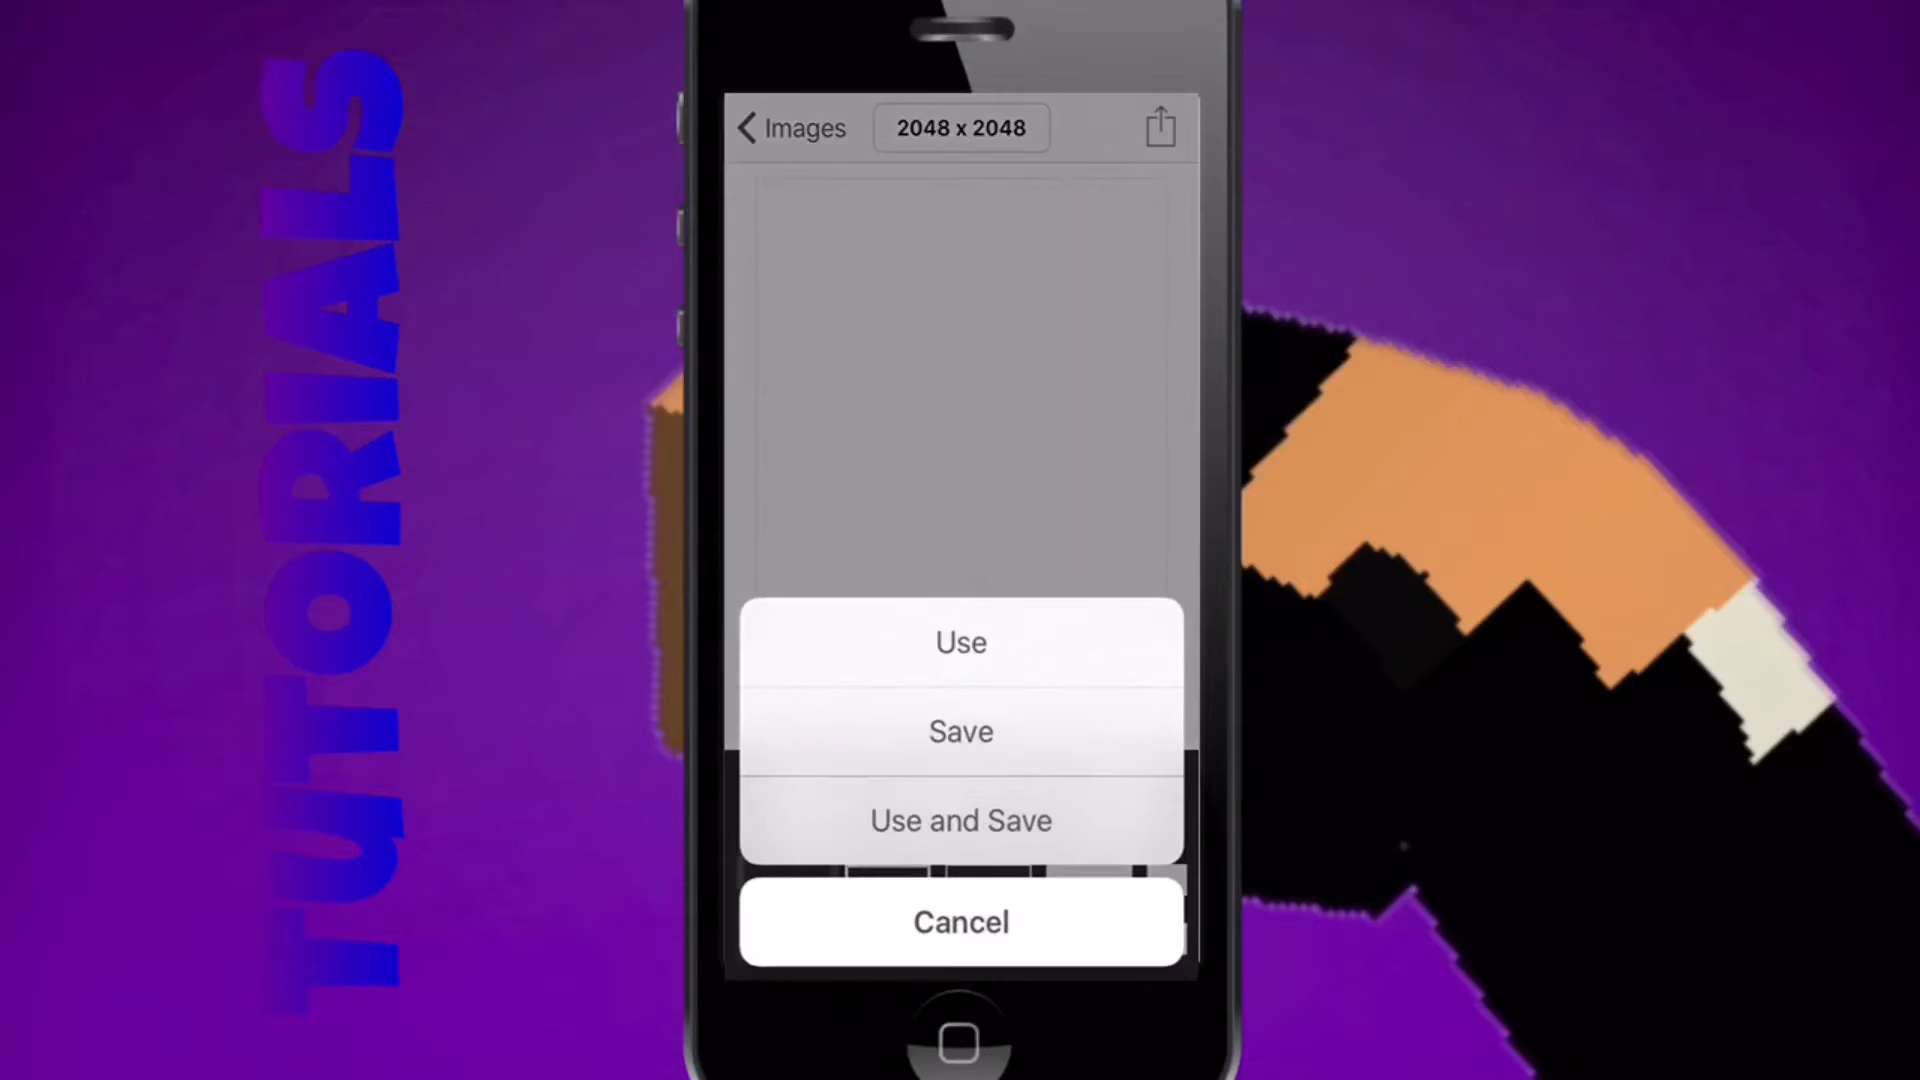 TUTORIALS
Images
2048 x 2048
Use
Save
Use and Save
Cancel